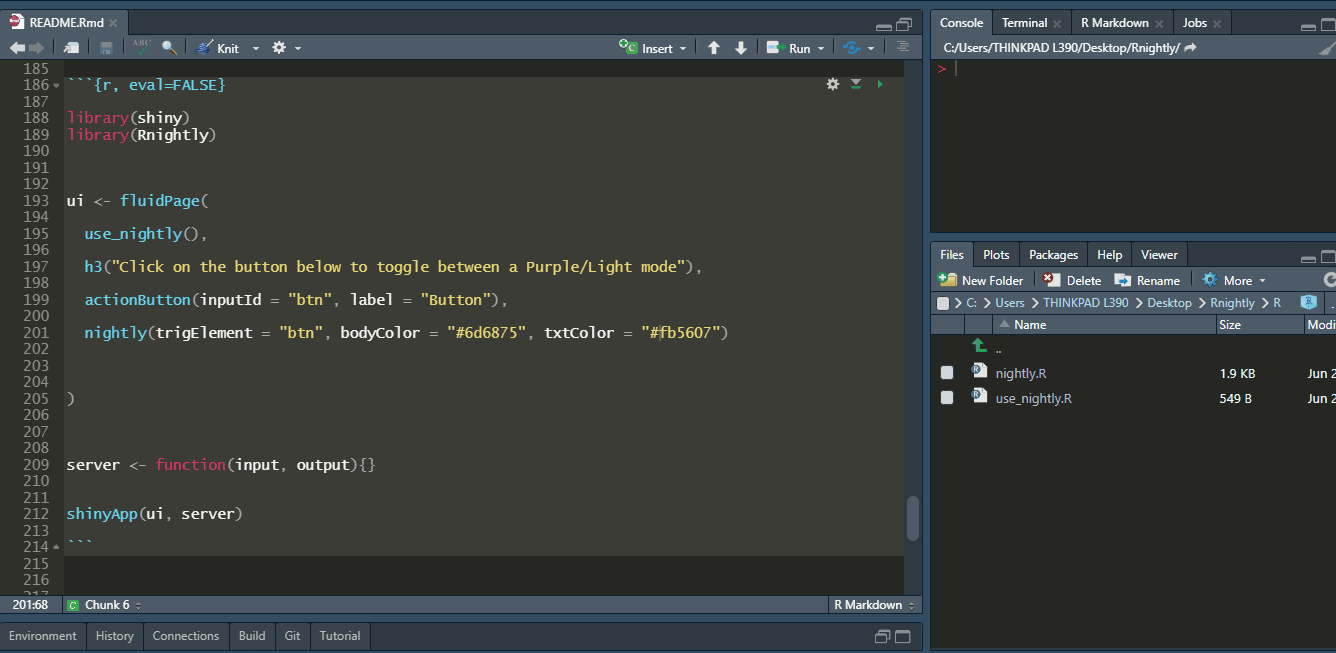 README.Rmd
Knit
Insert
Run
185
186 ```{r, eval=FALSE}
187
188 library(shiny)
189 library(Rnightly)
190
191
192
193 ui <- fluidPage(
194
195 use_nightly(),
196
197 h3("Click on the button below to toggle between a Purple/Light mode"),
198
199 actionButton(inputId = "btn", label = "Button"),
200
201 nightly(trigElement = "btn", bodyColor = "#6d6875", txtColor = "#fb5607")
202
203
204
205 )
206
207
208
209 server <- function(input, output){}
210
211
212 shinyApp(ui, server)
213
214 ```
215
216
217
201:68 Chunk 6 R Markdown
Environment History Connections Build Git Tutorial
Console Terminal R Markdown Jobs
C:/Users/THINKPAD L390/Desktop/Rnightly/
>
Files Plots Packages Help Viewer
New Folder Delete Rename More
C: Users THINKPAD L390 Desktop Rnightly R
Name Size Modi
..
nightly.R 1.9 KB Jun 2
use_nightly.R 549 B Jun 2